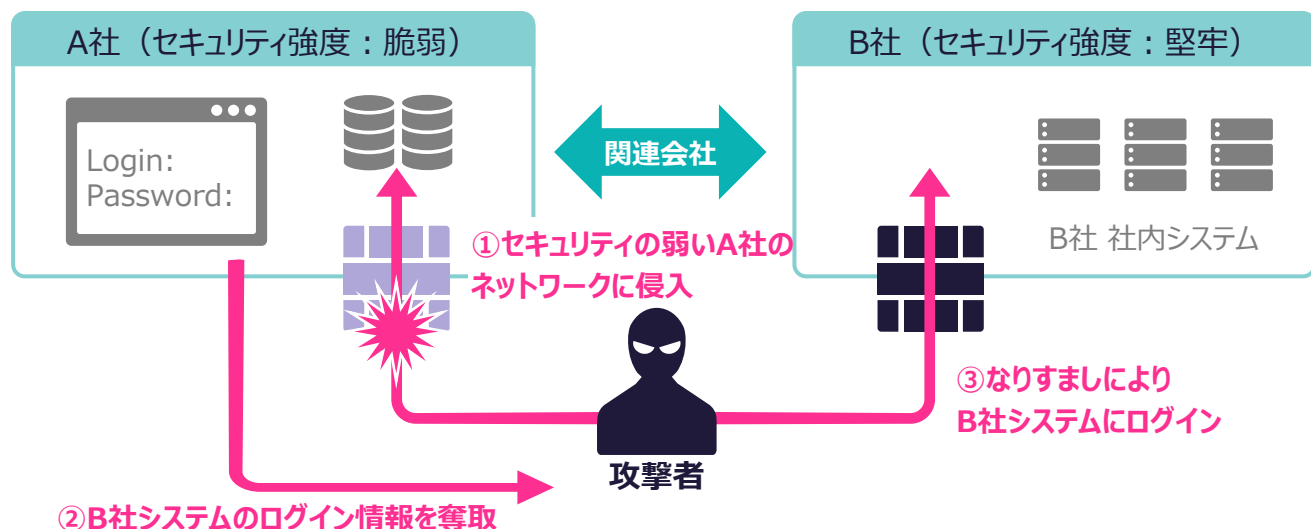 A社（セキュリティ強度：脆弱）
B社（セキュリティ強度：堅牢）
Login:
Password:
関連会社
B社 社内システム
①セキュリティの弱いA社の
ネットワークに侵入
③なりすましにより
B社システムにログイン
攻撃者
②B社システムのログイン情報を奪取